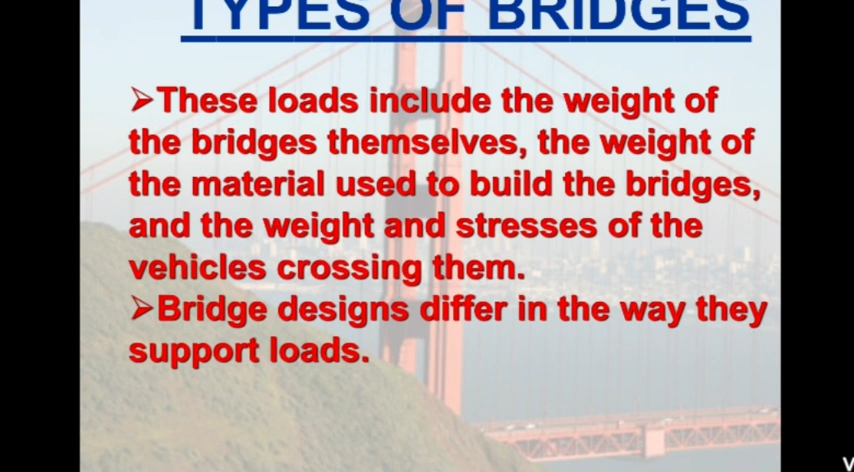 TYPES OF BRIDGES
➢These loads include the weight of
the bridges themselves, the weight of
the material used to build the bridges,
and the weight and stresses of the
vehicles crossing them.
➢Bridge designs differ in the way they
support loads.